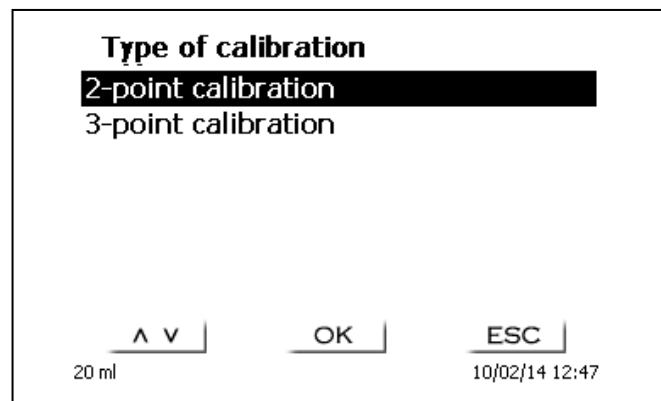 Type of calibration
2-point calibration
3-point calibration
∧ ∨ OK ESC
20 ml 10/02/14 12:47